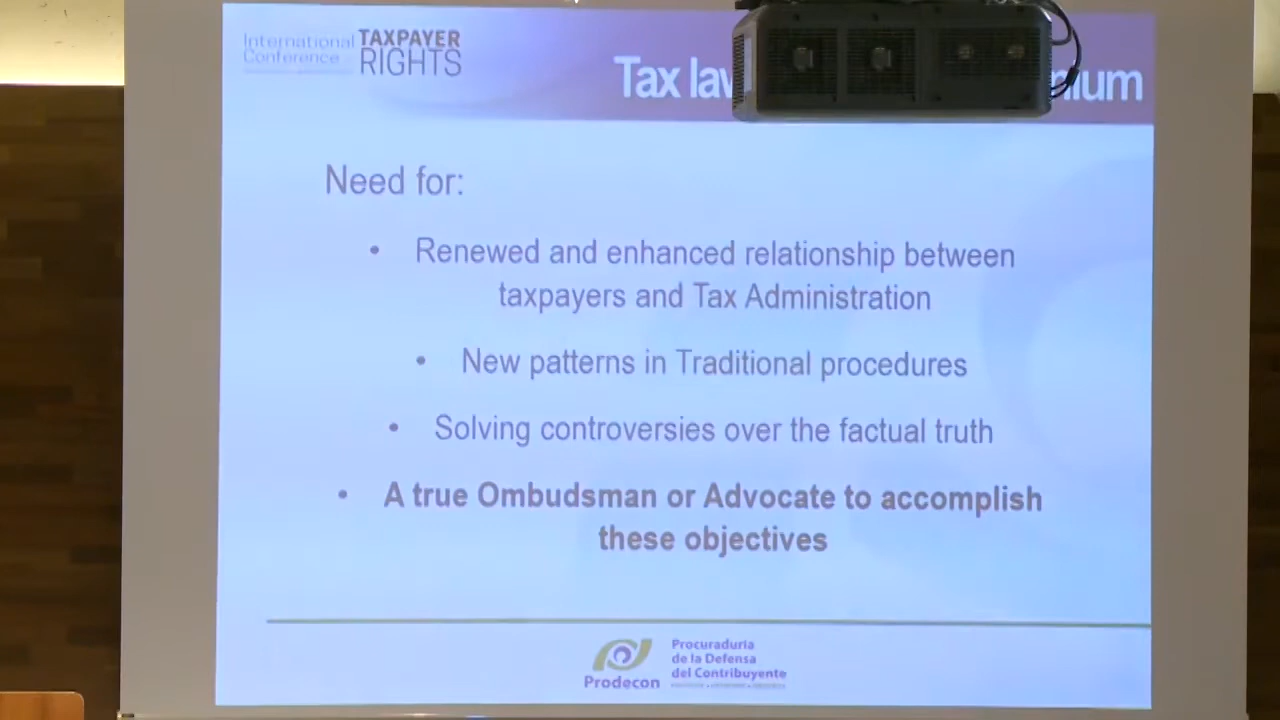 International TAXPAYER
Conference RIGHTS
Tax
Need for:
• Renewed and enhanced relationship between
taxpayers and Tax Administration
• New patterns in Traditional procedures
• Solving controversies over the factual truth
• A true Ombudsman or Advocate to accomplish
these objectives
Prodecon
Procuraduría
de la Defensa
del Contribuyente